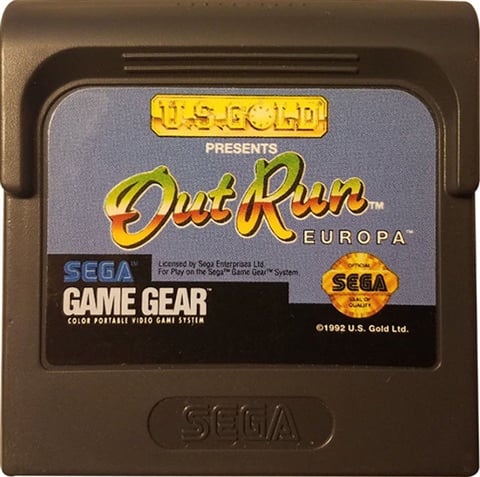 U.S. GOLD
PRESENTS
Out Run™
EUROPA™
SEGA™
GAME GEAR™
COLOR PORTABLE VIDEO GAME SYSTEM
Licensed by Sega Enterprises Ltd.
For Play on the Sega™ Game Gear™ System.
OFFICIAL
SEGA
SEAL OF
QUALITY
©1992 U.S. Gold Ltd.
SEGA